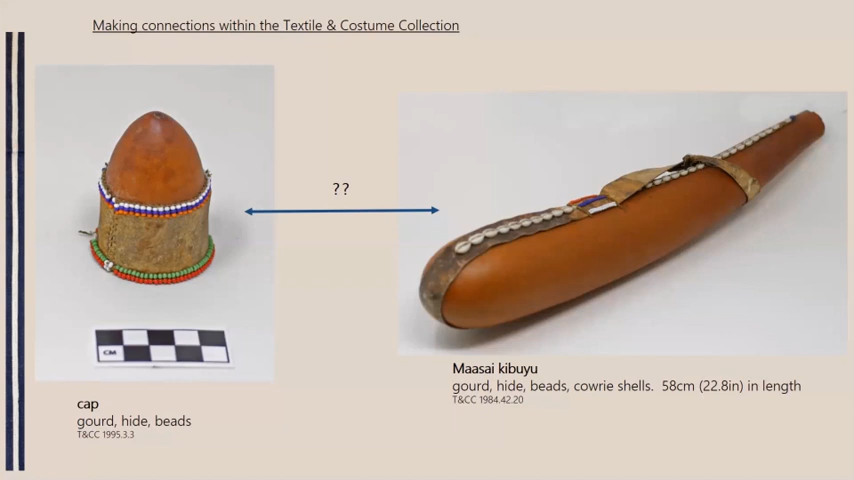 Making connections within the Textile & Costume Collection
??
CM
cap
gourd, hide, beads
T&CC 1995.3.3
Maasai kibuyu
gourd, hide, beads, cowrie shells.  58cm (22.8in) in length
T&CC 1984.42.20